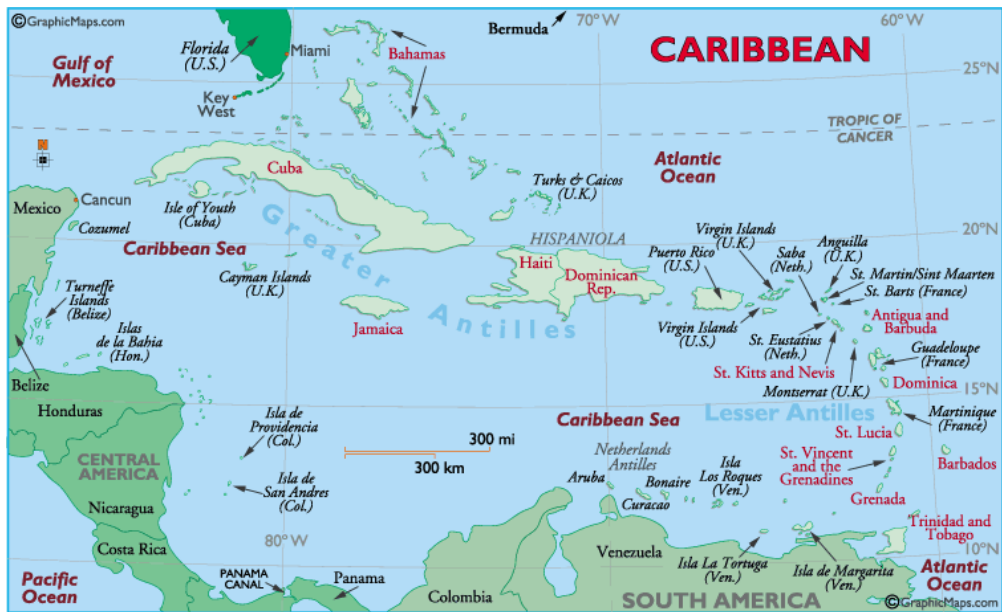 ©GraphicMaps.com
Bermuda
70°W
60°W
Gulf of
Mexico
Florida
(U.S.)
Miami
Bahamas
CARIBBEAN
25°N
Key
West
TROPIC OF
CANCER
Cuba
Atlantic
Ocean
Mexico
Cancun
Cozumel
Isle of Youth
(Cuba)
Turks & Caicos
(U.K.)
Caribbean Sea
Greater
Antilles
HISPANIOLA
Virgin Islands
(U.K.)
Puerto Rico
(U.S.)
Saba
(Neth.)
Anguilla
(U.K.)
20°N
St. Martin/Sint Maarten
St. Barts (France)
Cayman Islands
(U.K.)
Haiti
Dominican
Rep.
Turneffe
Islands
(Belize)
Jamaica
Virgin Islands
(U.S.)
St. Eustatius
(Neth.)
Antigua and
Barbuda
Islas
de la Bahia
(Hon.)
St. Kitts and Nevis
Guadeloupe
(France)
Montserrat (U.K.)
Dominica
15°N
Belize
Honduras
Isla de
Providencia
(Col.)
Caribbean Sea
Lesser Antilles
Martinique
(France)
300 mi
300 km
St. Lucia
CENTRAL
AMERICA
Netherlands
Antilles
Isla
Los Roques
(Ven.)
St. Vincent
and the
Grenadines
Barbados
Aruba
Bonaire
Curacao
Isla de
San Andres
(Col.)
Grenada
Nicaragua
Trinidad and
Tobago
Costa Rica
80°W
Venezuela
10°N
Isla La Tortuga
(Ven.)
Isla de Margarita
(Ven.)
Atlantic
Ocean
Pacific
Ocean
PANAMA
CANAL
Panama
Colombia
SOUTH AMERICA
©GraphicMaps.com